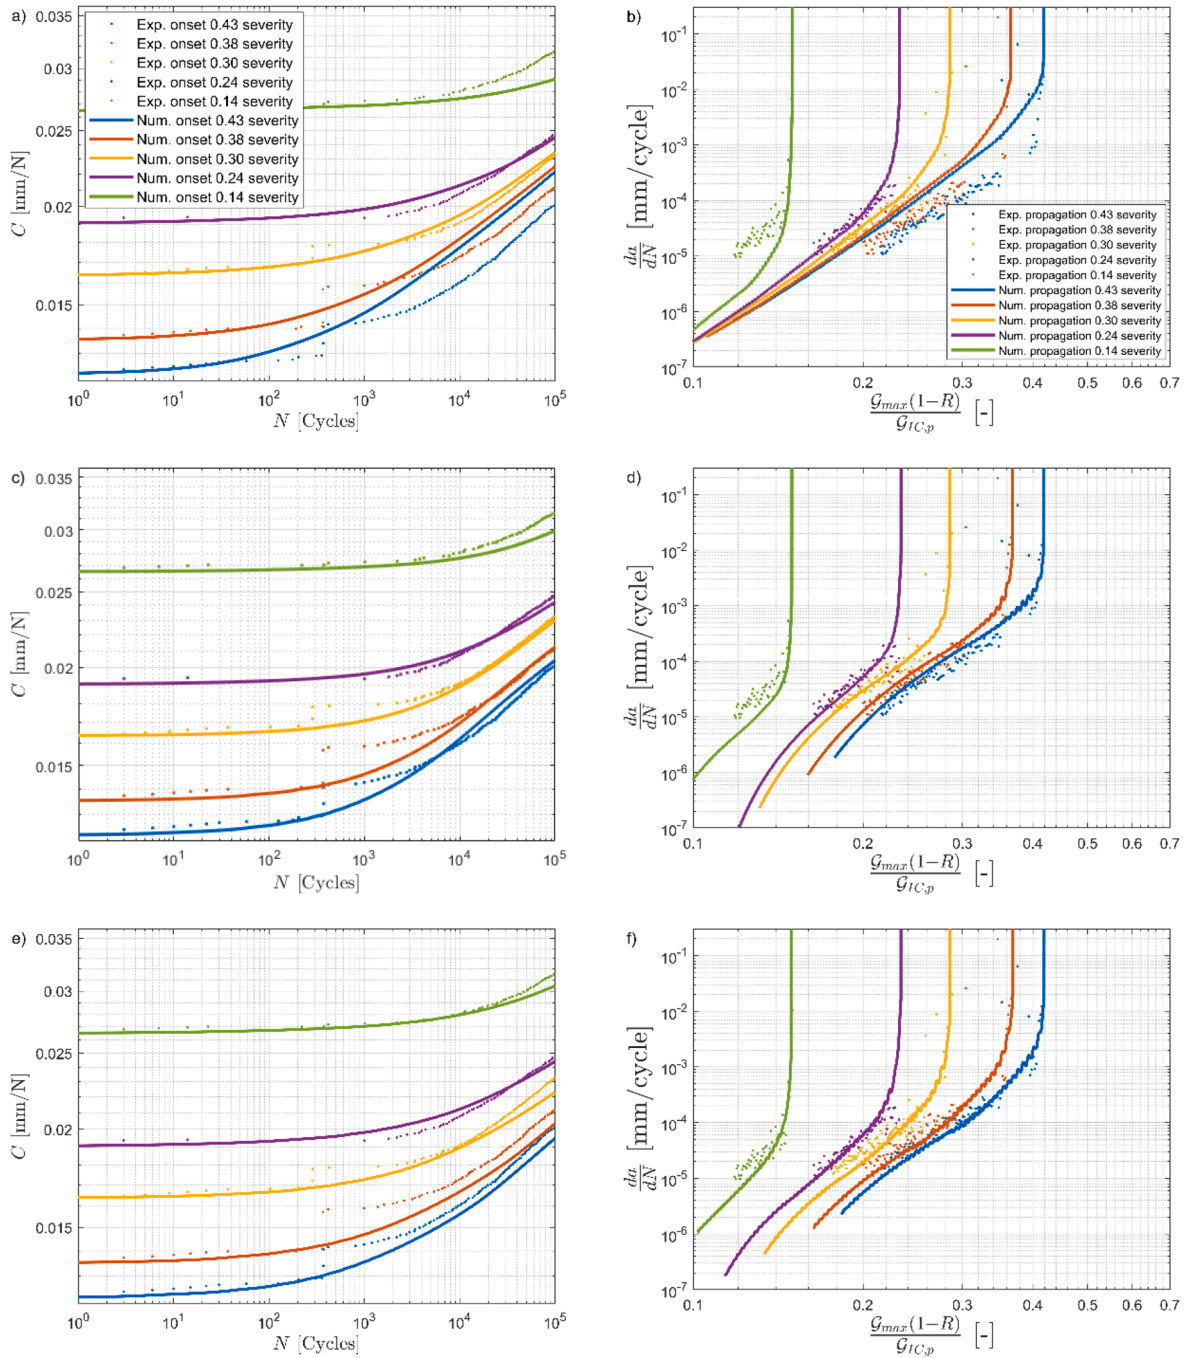 a)
0.035
0.03
0.025
0.02
0.015
C [mm/N]
Exp. onset 0.43 severity
Exp. onset 0.38 severity
Exp. onset 0.30 severity
Exp. onset 0.24 severity
Exp. onset 0.14 severity
Num. onset 0.43 severity
Num. onset 0.38 severity
Num. onset 0.30 severity
Num. onset 0.24 severity
Num. onset 0.14 severity
10^0 10^1 10^2 10^3 10^4 10^5
N [Cycles]
b)
10^-1
10^-2
10^-3
10^-4
10^-5
10^-6
10^-7
da/dN [mm/cycle]
Exp. propagation 0.43 severity
Exp. propagation 0.38 severity
Exp. propagation 0.30 severity
Exp. propagation 0.24 severity
Exp. propagation 0.14 severity
Num. propagation 0.43 severity
Num. propagation 0.38 severity
Num. propagation 0.30 severity
Num. propagation 0.24 severity
Num. propagation 0.14 severity
0.1 0.2 0.3 0.4 0.5 0.6 0.7
G_max(1−R)/G_IC,p [-]
c)
0.035
0.03
0.025
0.02
0.015
C [mm/N]
10^0 10^1 10^2 10^3 10^4 10^5
N [Cycles]
d)
10^-1
10^-2
10^-3
10^-4
10^-5
10^-6
10^-7
da/dN [mm/cycle]
0.1 0.2 0.3 0.4 0.5 0.6 0.7
G_max(1−R)/G_IC,p [-]
e)
0.035
0.03
0.025
0.02
0.015
C [mm/N]
10^0 10^1 10^2 10^3 10^4 10^5
N [Cycles]
f)
10^-1
10^-2
10^-3
10^-4
10^-5
10^-6
10^-7
da/dN [mm/cycle]
0.1 0.2 0.3 0.4 0.5 0.6 0.7
G_max(1−R)/G_IC,p [-]